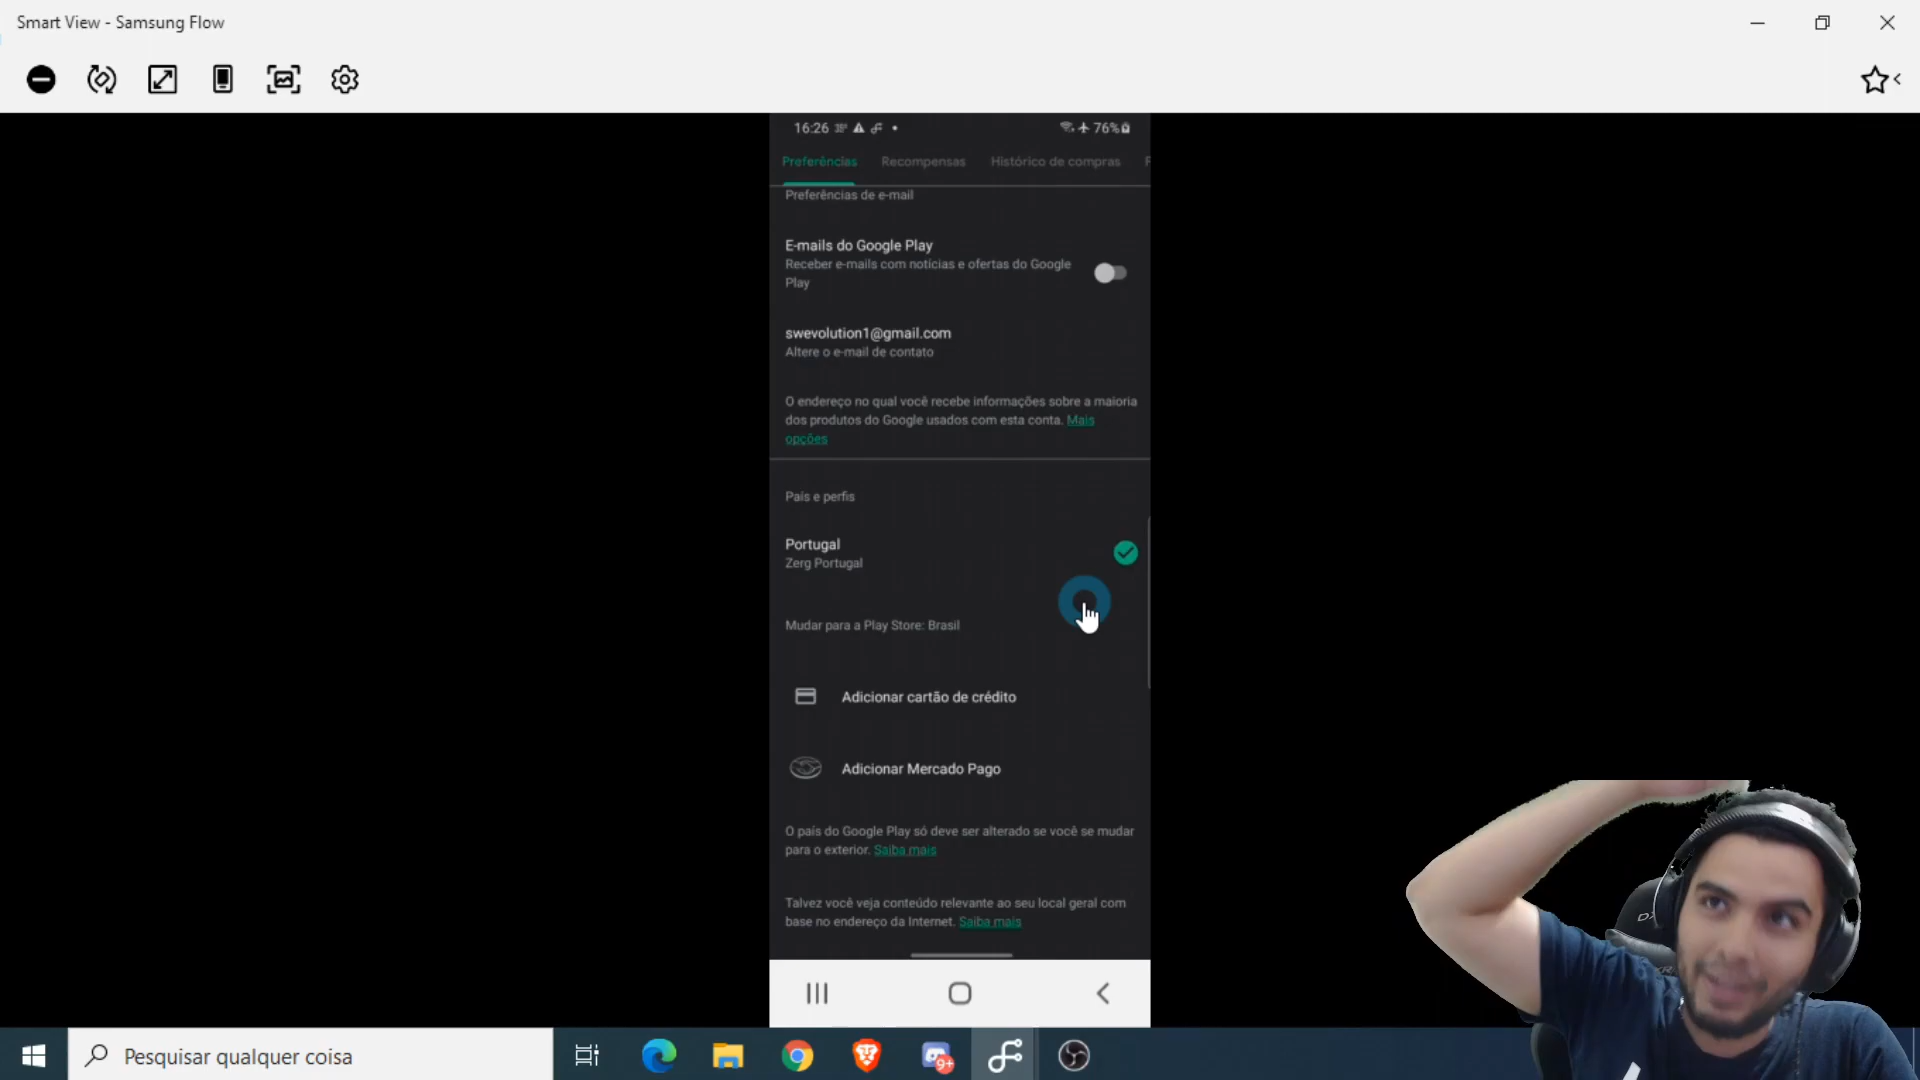 Smart View - Samsung Flow
16:26
76%
Preferências Recompensas Histórico de compras
Preferências de e-mail
E-mails do Google Play
Receber e-mails com notícias e ofertas do Google
Play
swevolution1@gmail.com
Altere o e-mail de contato
O endereço no qual você recebe informações sobre a maioria
dos produtos do Google usados com esta conta. Mais
opções
País e perfis
Portugal
Zerg Portugal
Mudar para a Play Store: Brasil
Adicionar cartão de crédito
Adicionar Mercado Pago
O país do Google Play só deve ser alterado se você se mudar
para o exterior. Saiba mais
Talvez você veja conteúdo relevante ao seu local geral com
base no endereço da Internet. Saiba mais
Pesquisar qualquer coisa
9+